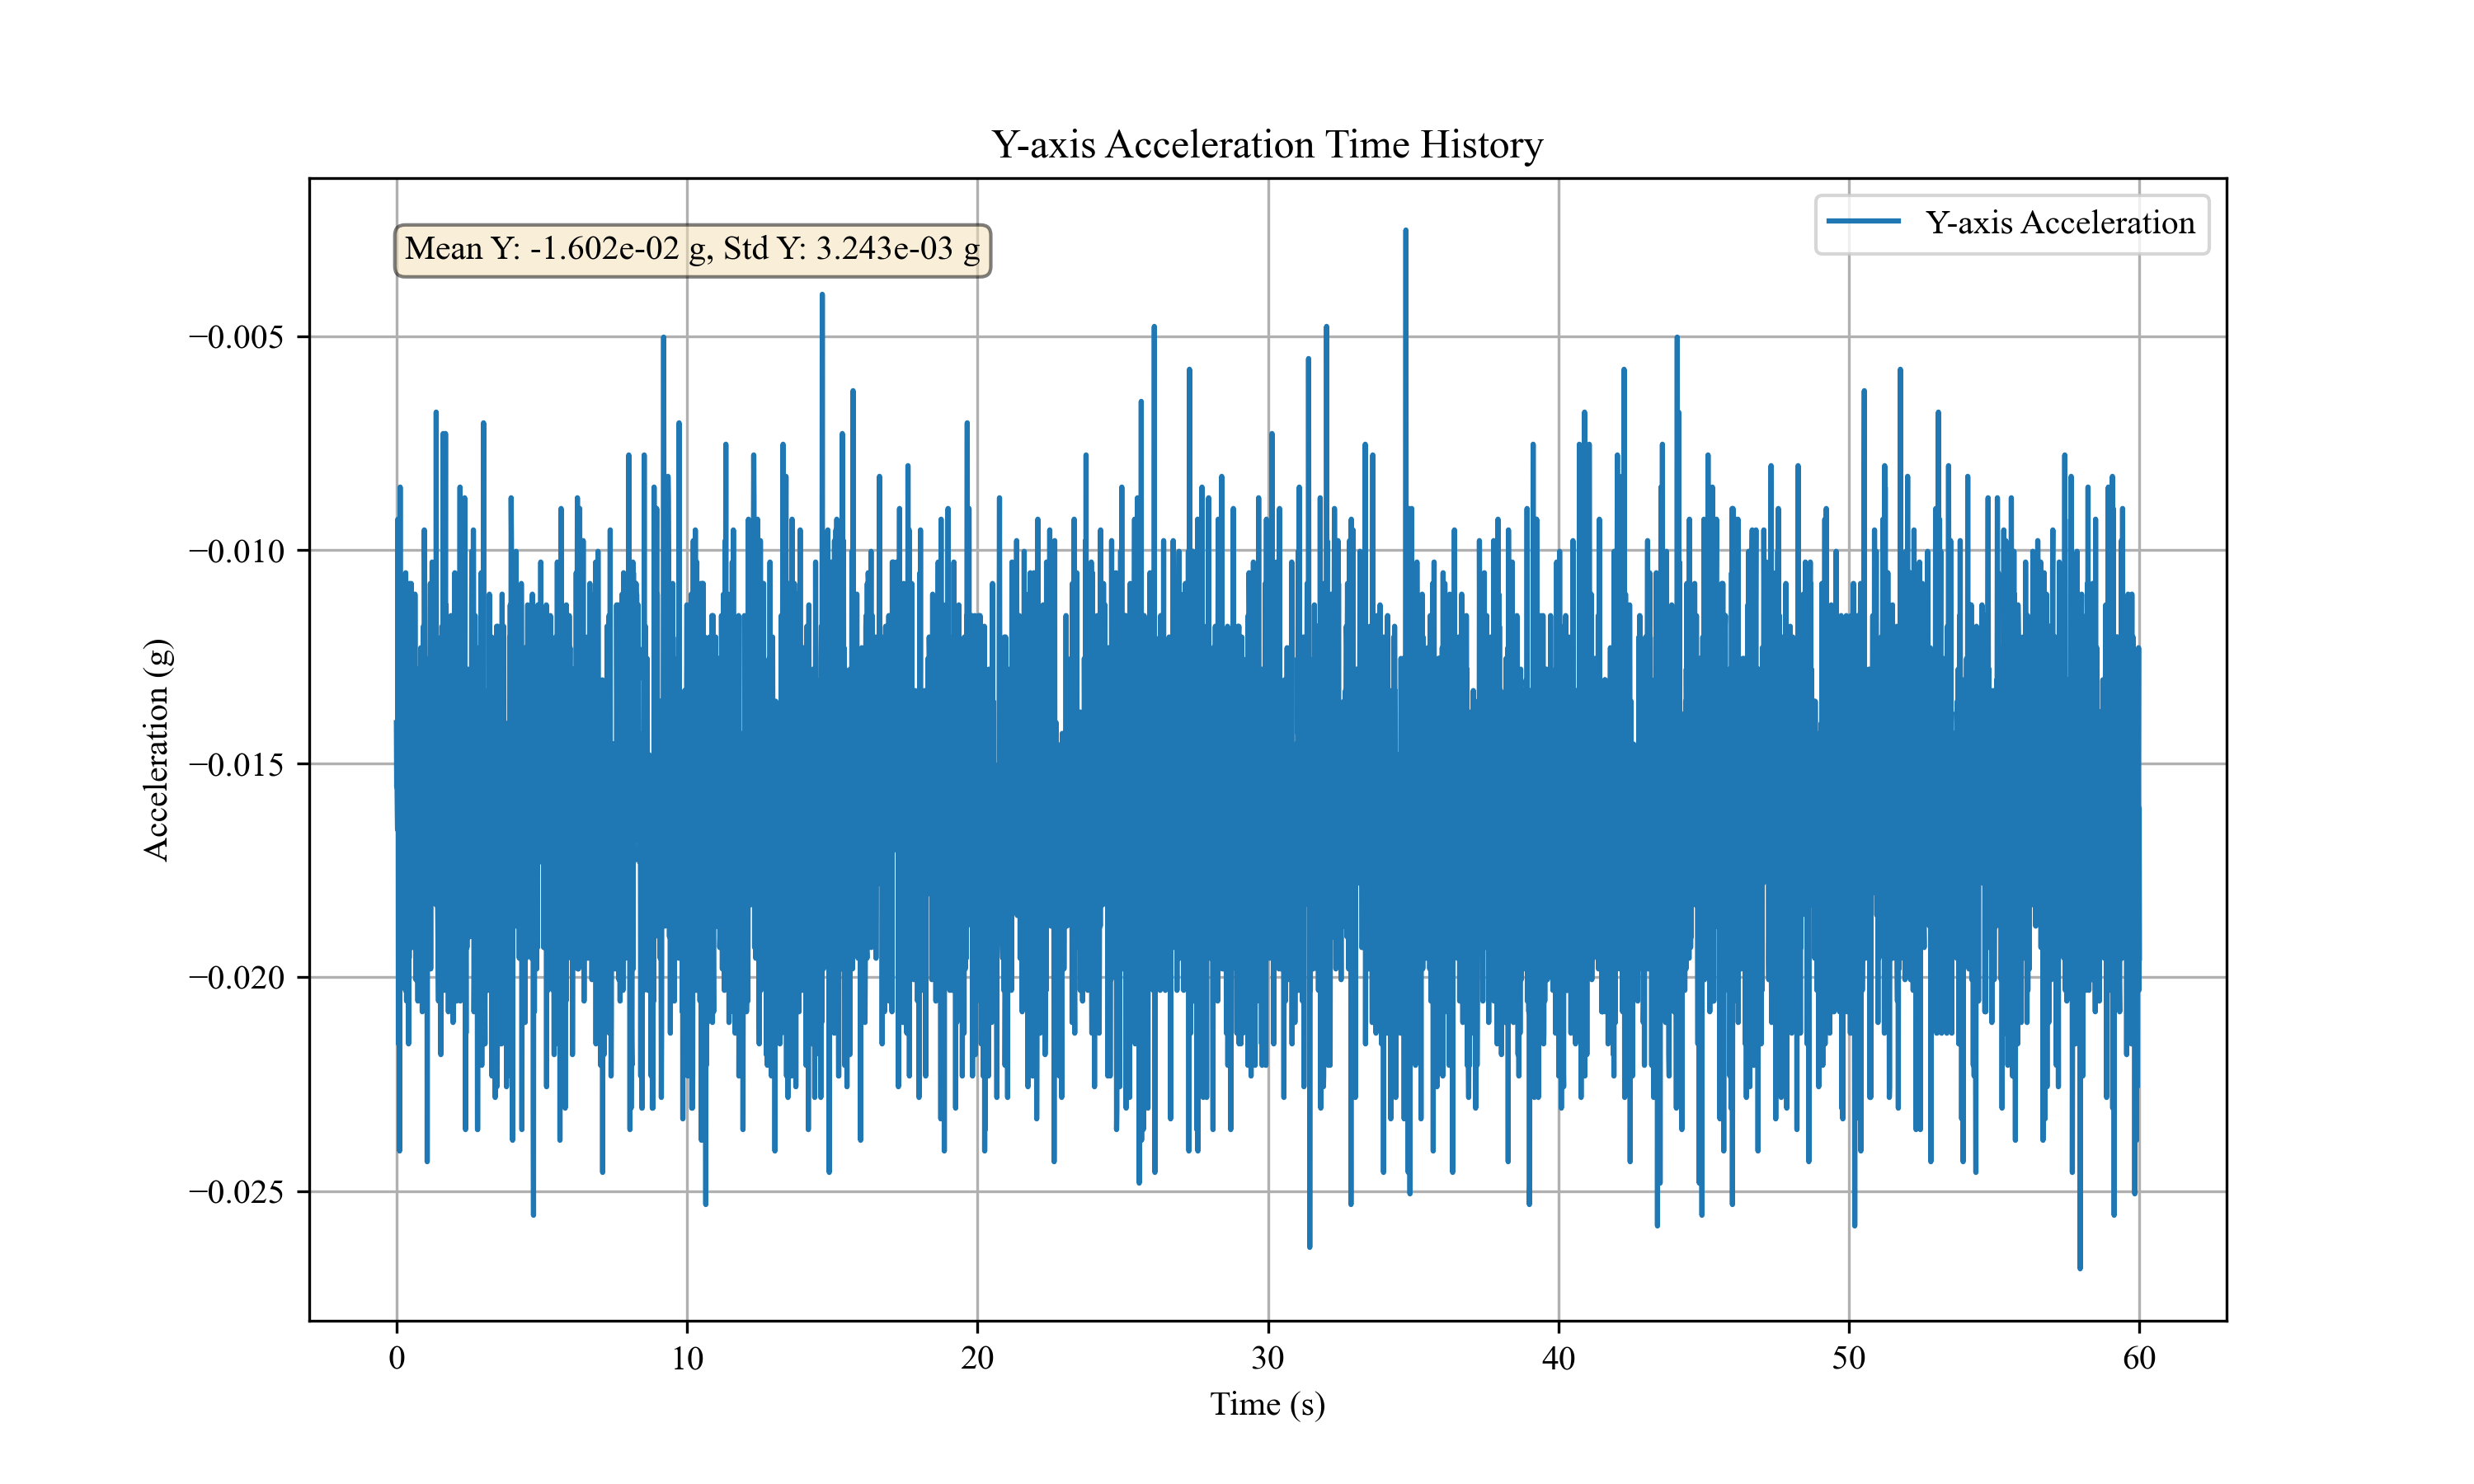 Y-axis Acceleration Time History
Mean Y: -1.602e-02 g, Std Y: 3.243e-03 g
Y-axis Acceleration
Acceleration (g)
−0.005
−0.010
−0.015
−0.020
−0.025
0 10 20 30 40 50 60
Time (s)